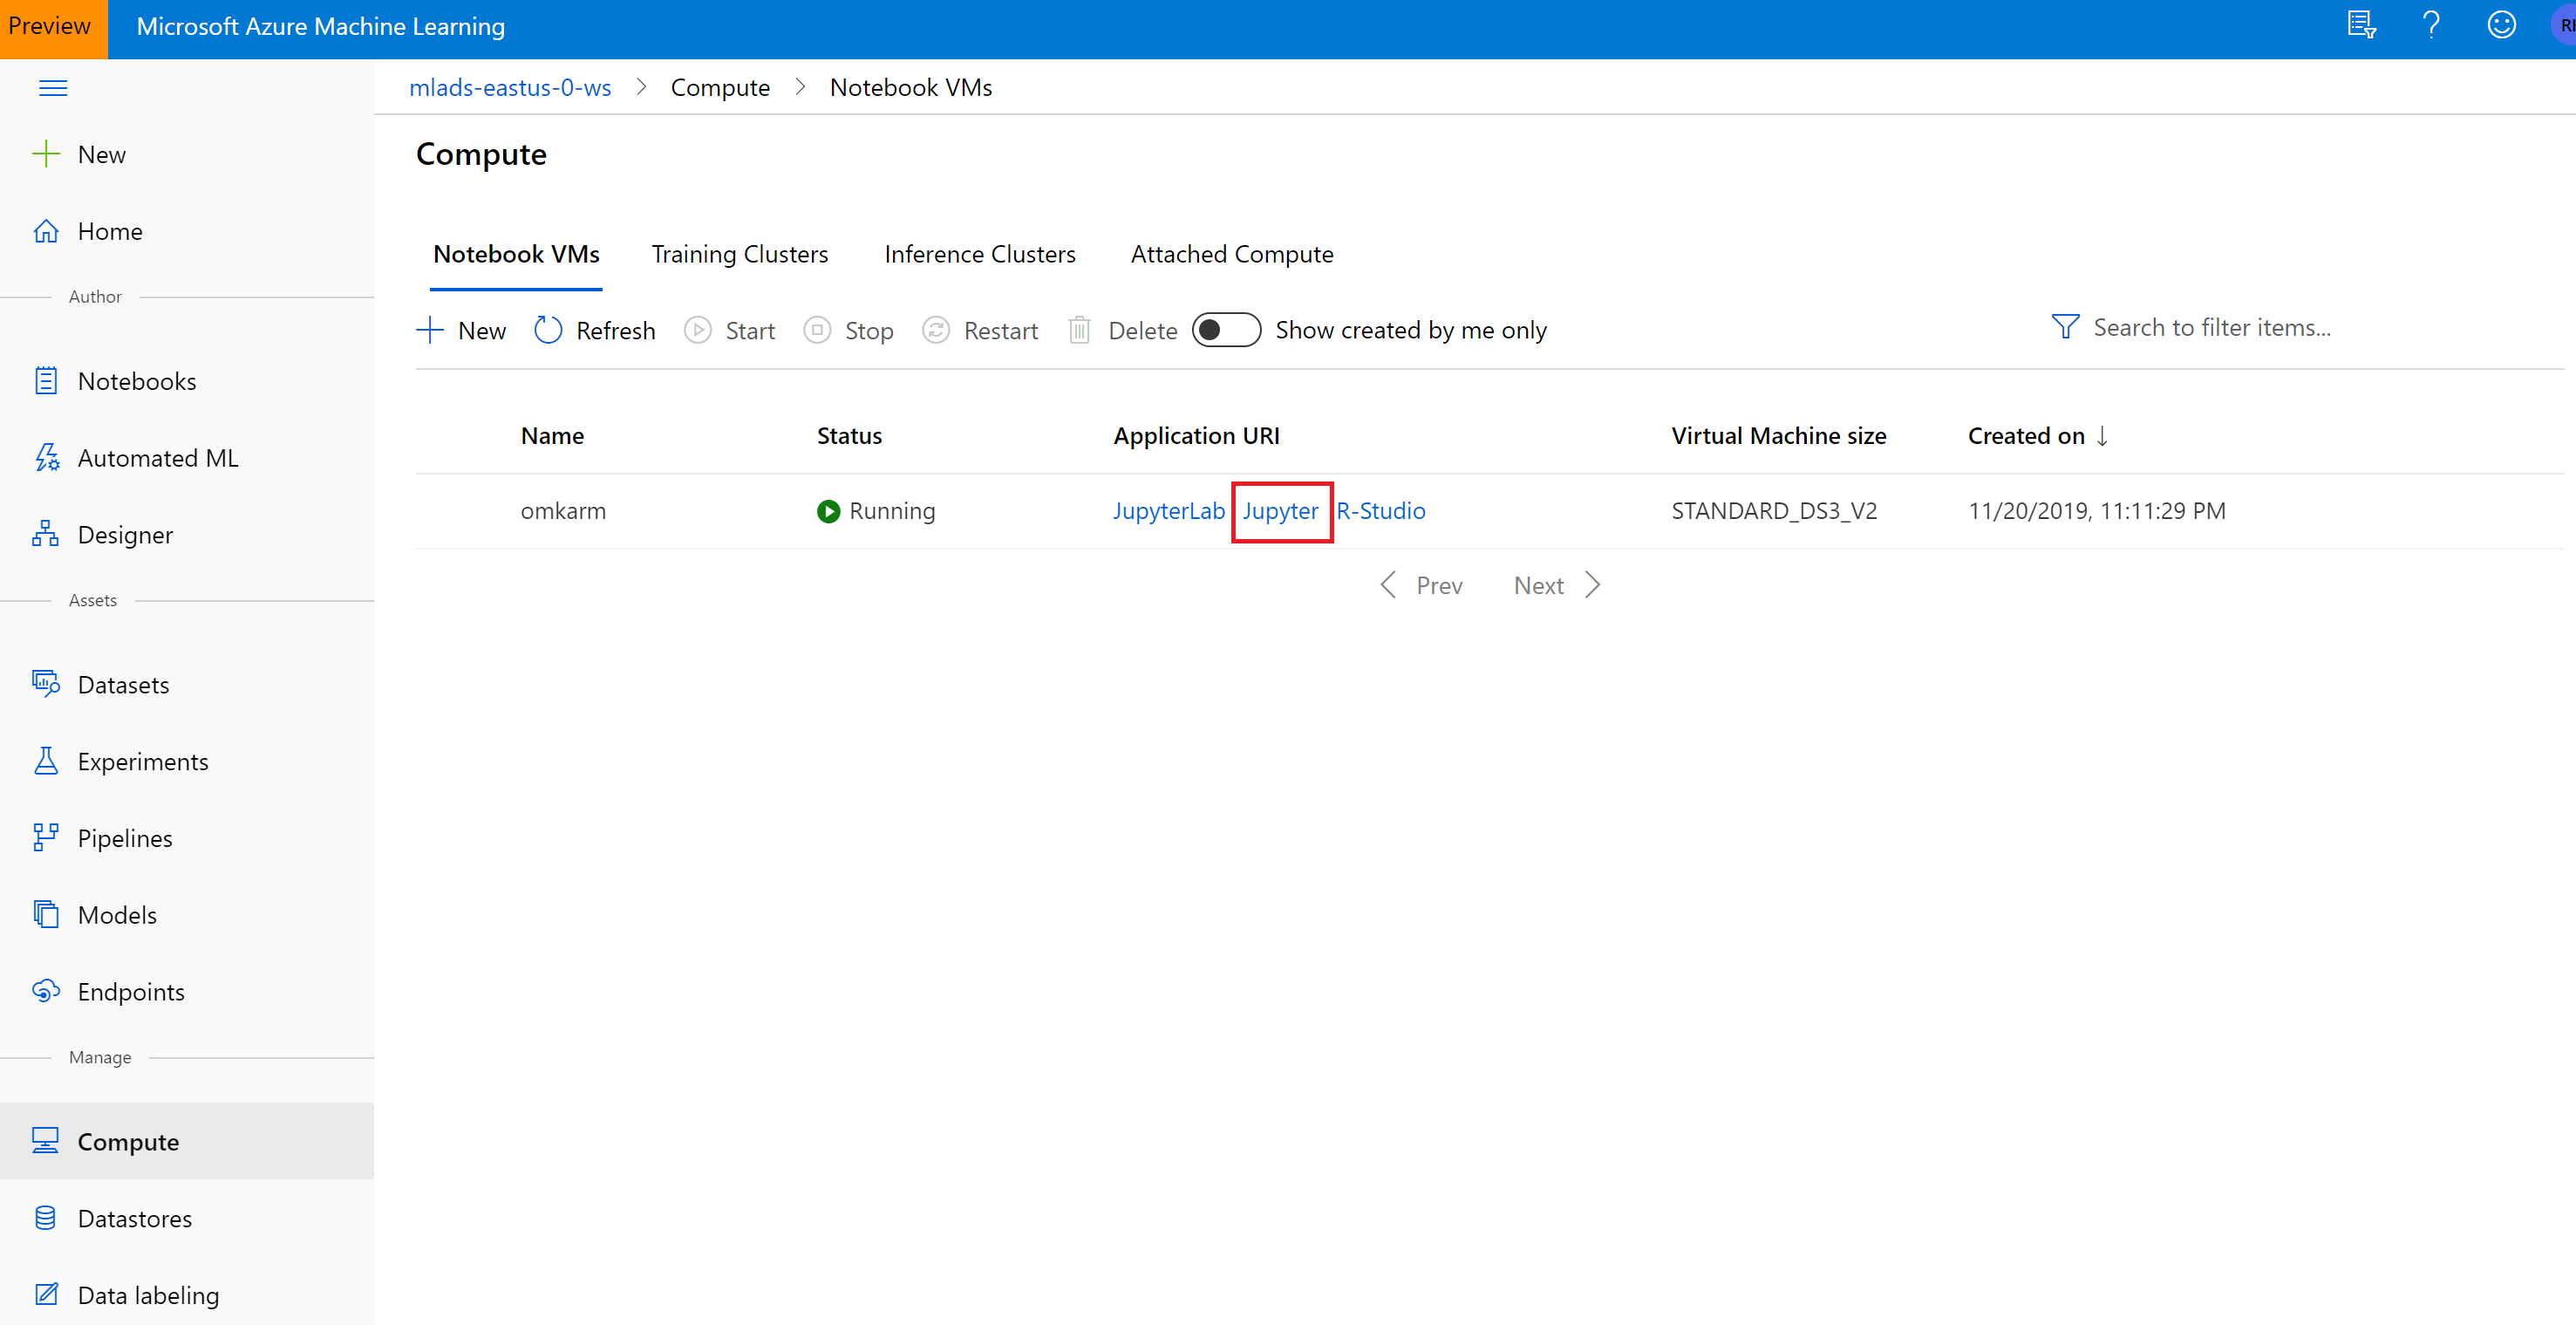 Preview
Microsoft Azure Machine Learning
RH
mlads-eastus-0-ws > Compute > Notebook VMs
New
Home
Author
Notebooks
Automated ML
Designer
Assets
Datasets
Experiments
Pipelines
Models
Endpoints
Manage
Compute
Datastores
Data labeling
Compute
Notebook VMs Training Clusters Inference Clusters Attached Compute
New Refresh Start Stop Restart Delete Show created by me only Search to filter items...
Name Status Application URI Virtual Machine size Created on ↓
omkarm Running JupyterLab Jupyter R-Studio STANDARD_DS3_V2 11/20/2019, 11:11:29 PM
Prev Next